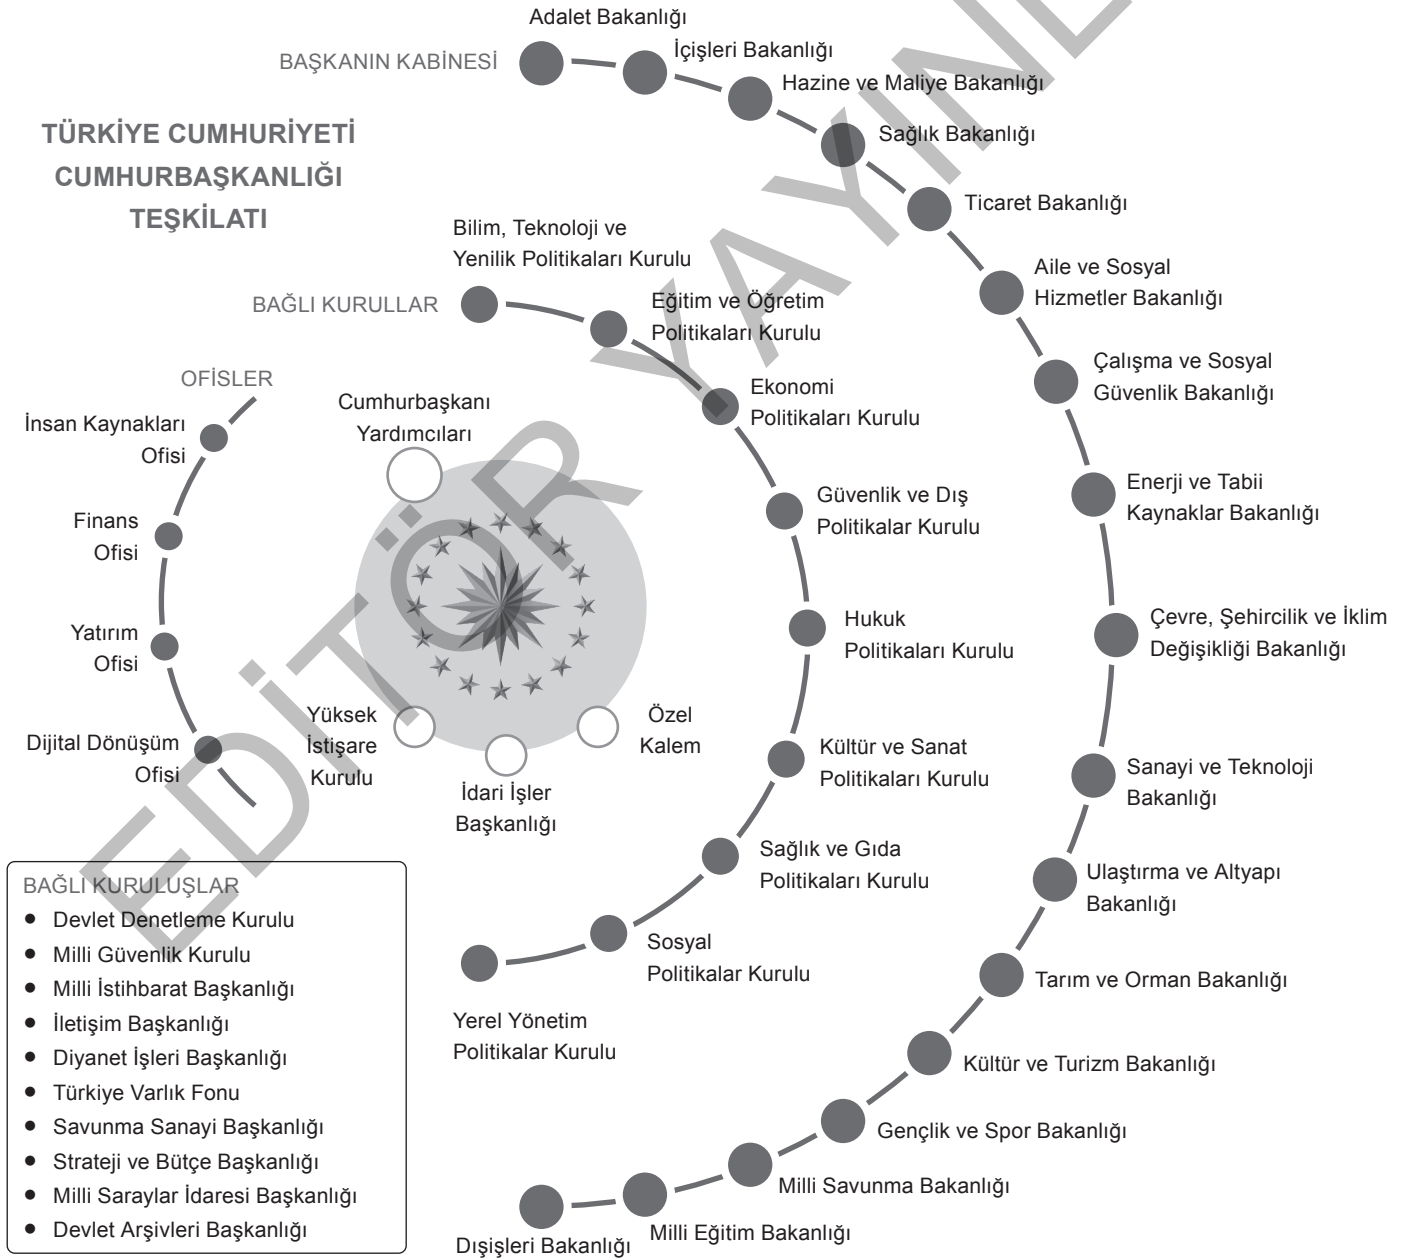 TÜRKİYE CUMHURİYETİ
CUMHURBAŞKANLIĞI
TEŞKİLATI
BAŞKANIN KABİNESİ
Adalet Bakanlığı
İçişleri Bakanlığı
Hazine ve Maliye Bakanlığı
Sağlık Bakanlığı
Ticaret Bakanlığı
Aile ve Sosyal
Hizmetler Bakanlığı
Çalışma ve Sosyal
Güvenlik Bakanlığı
Enerji ve Tabii
Kaynaklar Bakanlığı
Çevre, Şehircilik ve İklim
Değişikliği Bakanlığı
Sanayi ve Teknoloji
Bakanlığı
Ulaştırma ve Altyapı
Bakanlığı
Tarım ve Orman Bakanlığı
Kültür ve Turizm Bakanlığı
Gençlik ve Spor Bakanlığı
Milli Savunma Bakanlığı
Milli Eğitim Bakanlığı
Dışişleri Bakanlığı
BAĞLI KURULLAR
Bilim, Teknoloji ve
Yenilik Politikaları Kurulu
Eğitim ve Öğretim
Politikaları Kurulu
Ekonomi
Politikaları Kurulu
Güvenlik ve Dış
Politikalar Kurulu
Hukuk
Politikaları Kurulu
Kültür ve Sanat
Politikaları Kurulu
Sağlık ve Gıda
Politikaları Kurulu
Sosyal
Politikalar Kurulu
Yerel Yönetim
Politikalar Kurulu
OFİSLER
İnsan Kaynakları
Ofisi
Finans
Ofisi
Yatırım
Ofisi
Dijital Dönüşüm
Ofisi
Cumhurbaşkanı
Yardımcıları
Yüksek
İstişare
Kurulu
İdari İşler
Başkanlığı
Özel
Kalem
BAĞLI KURULUŞLAR
● Devlet Denetleme Kurulu
● Milli Güvenlik Kurulu
● Milli İstihbarat Başkanlığı
● İletişim Başkanlığı
● Diyanet İşleri Başkanlığı
● Türkiye Varlık Fonu
● Savunma Sanayi Başkanlığı
● Strateji ve Bütçe Başkanlığı
● Milli Saraylar İdaresi Başkanlığı
● Devlet Arşivleri Başkanlığı
EDİTÖR